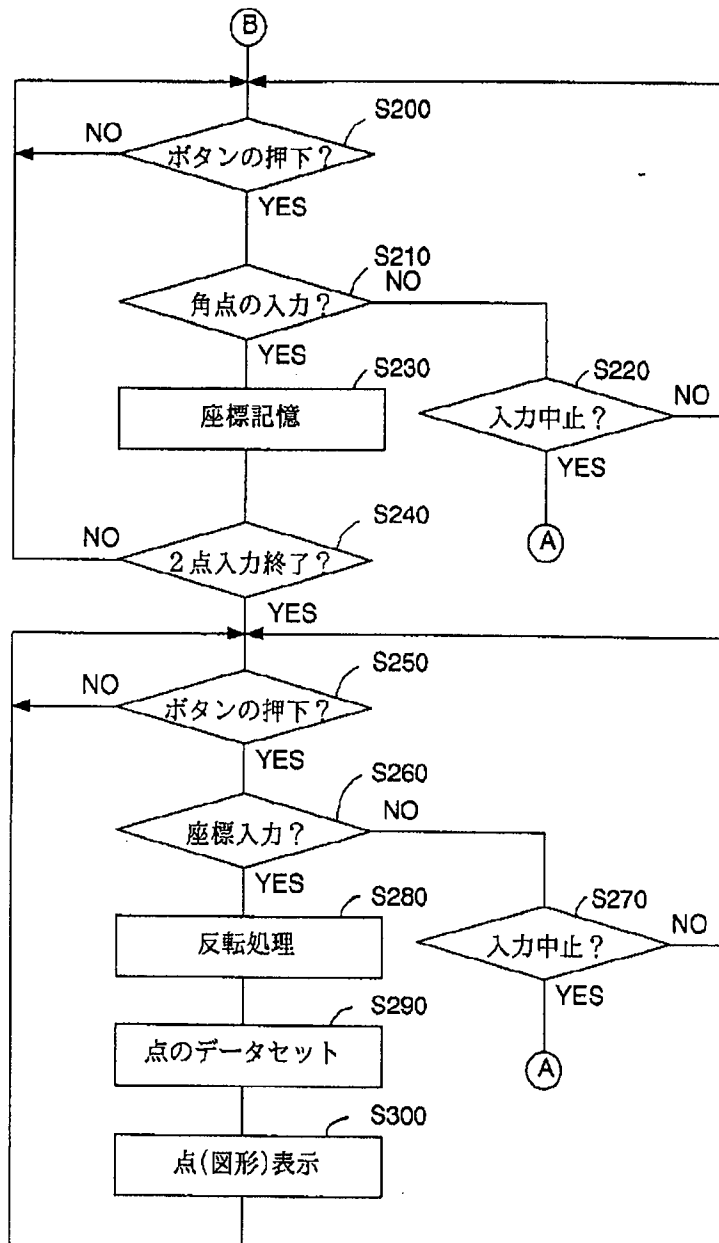 B
S200
NO
ボタンの押下?
YES
S210
NO
角点の入力?
YES
S230
座標記憶
S220
NO
入力中止?
YES
A
S240
NO
2点入力終了?
YES
S250
NO
ボタンの押下?
YES
S260
NO
座標入力?
YES
S280
反転処理
S270
NO
入力中止?
YES
A
S290
点のデータセット
S300
点(図形)表示